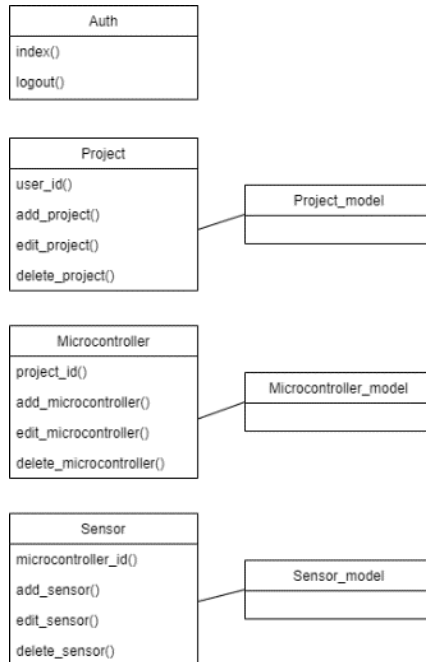 Auth
index()
logout()
Project
user_id()
add_project()
edit_project()
delete_project()
Project_model
Microcontroller
project_id()
add_microcontroller()
edit_microcontroller()
delete_microcontroller()
Microcontroller_model
Sensor
microcontroller_id()
add_sensor()
edit_sensor()
delete_sensor()
Sensor_model